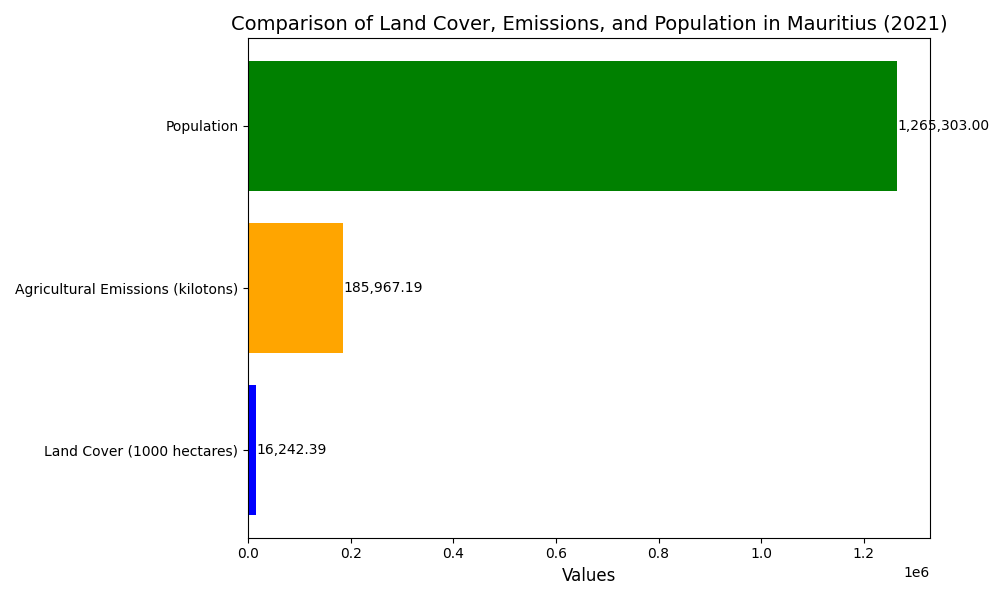 Comparison of Land Cover, Emissions, and Population in Mauritius (2021)
Population
1,265,303.00
Agricultural Emissions (kilotons)
185,967.19
Land Cover (1000 hectares)
16,242.39
0.0 0.2 0.4 0.6 0.8 1.0 1.2
1e6
Values